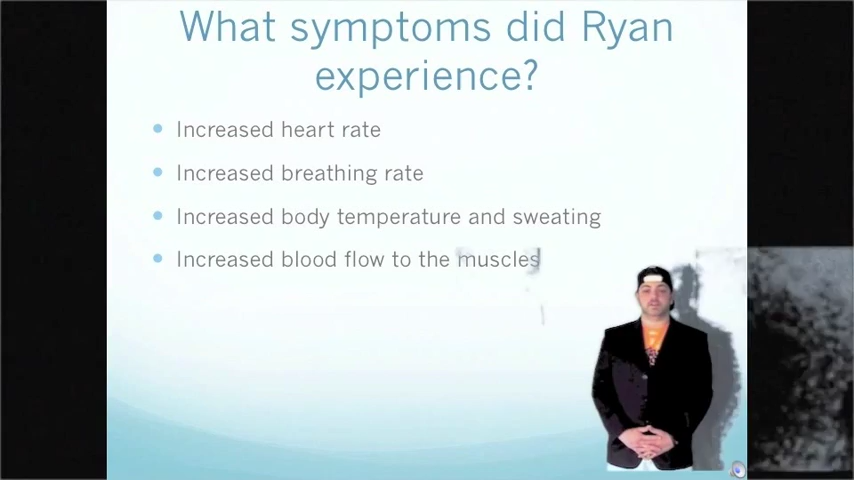 What symptoms did Ryan
experience?
Increased heart rate
Increased breathing rate
Increased body temperature and sweating
Increased blood flow to the muscles